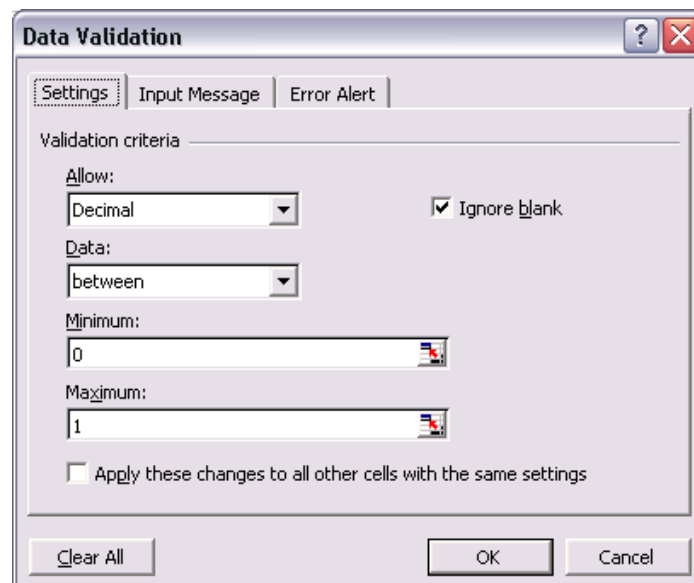 Data Validation
?
Settings Input Message Error Alert
Validation criteria
Allow:
Decimal
Ignore blank
Data:
between
Minimum:
0
Maximum:
1
Apply these changes to all other cells with the same settings
Clear All OK Cancel